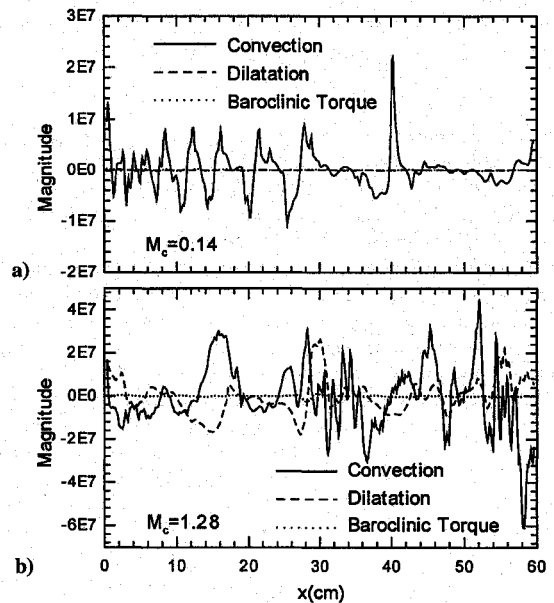 a)
Magnitude
3E7
2E7
1E7
0E0
-1E7
-2E7
Convection
Dilatation
Baroclinic Torque
Mc=0.14
b)
Magnitude
4E7
2E7
0E0
-2E7
-4E7
-6E7
Convection
Dilatation
Baroclinic Torque
Mc=1.28
0 10 20 30 40 50 60
x(cm)